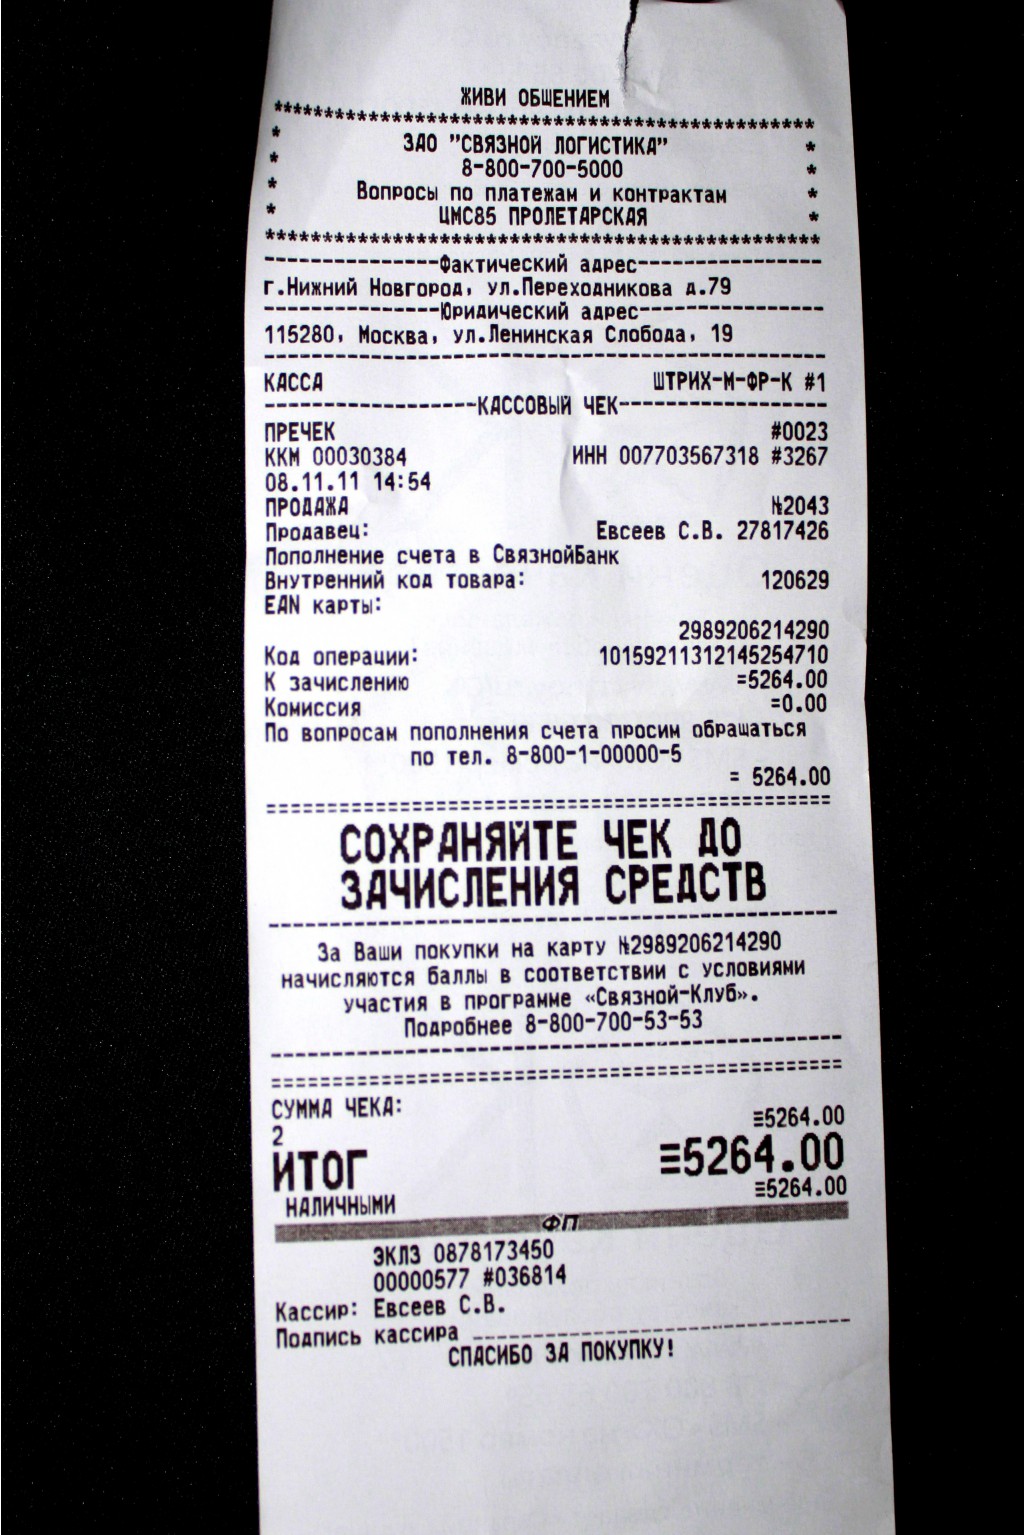 ЖИВИ ОБЩЕНИЕМ
************************************************
* ЗАО "СВЯЗНОЙ ЛОГИСТИКА" *
* 8-800-700-5000 *
* Вопросы по платежам и контрактам *
* ЦМС85 ПРОЛЕТАРСКАЯ *
************************************************
---------------Фактический адрес----------------
г.Нижний Новгород, ул.Переходникова д.79
---------------Юридический адрес----------------
115280, Москва, ул.Ленинская Слобода, 19
------------------------------------------------
КАССА ШТРИХ-М-ФР-К #1
------------------КАССОВЫЙ ЧЕК------------------
ПРЕЧЕК #0023
ККМ 00030384 ИНН 007703567318 #3267
08.11.11 14:54
ПРОДАЖА №2043
Продавец: Евсеев С.В. 27817426
Пополнение счета в СвязнойБанк
Внутренний код товара: 120629
EAN карты:
2989206214290
Код операции: 10159211312145254710
К зачислению =5264.00
Комиссия =0.00
По вопросам пополнения счета просим обращаться
по тел. 8-800-1-00000-5
= 5264.00
================================================
СОХРАНЯЙТЕ ЧЕК ДО
ЗАЧИСЛЕНИЯ СРЕДСТВ
------------------------------------------------
За Ваши покупки на карту №2989206214290
начисляются баллы в соответствии с условиями
участия в программе «Связной-Клуб».
Подробнее 8-800-700-53-53
------------------------------------------------
================================================
СУММА ЧЕКА:
≡5264.00
2
ИТОГ ≡5264.00
НАЛИЧНЫМИ ≡5264.00
ФП
ЭКЛЗ 0878173450
00000577 #036814
Кассир: Евсеев С.В.
Подпись кассира ________________________________
СПАСИБО ЗА ПОКУПКУ!